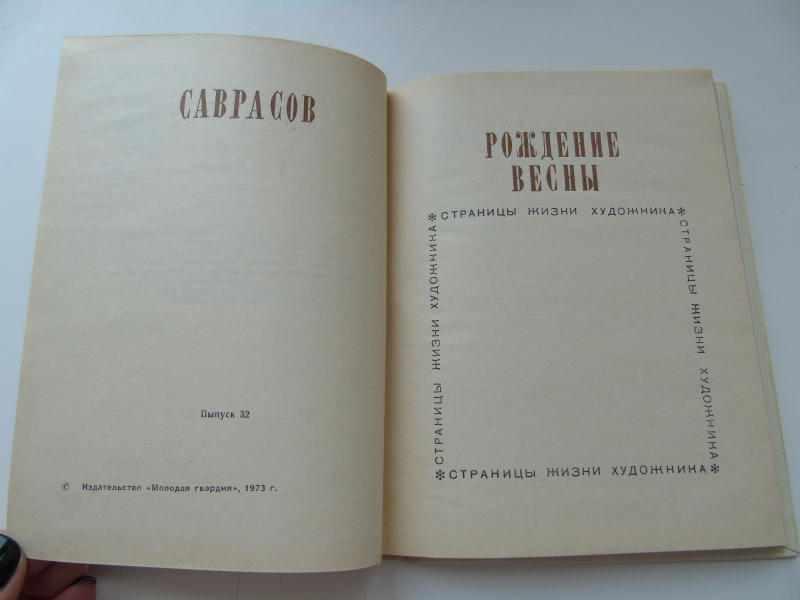 САВРАСОВ
Выпуск 32
© Издательство «Молодая гвардия», 1973 г.
РОЖДЕНИЕ
ВЕСНЫ
*СТРАНИЦЫ ЖИЗНИ ХУДОЖНИКА*
СТРАНИЦЫ ЖИЗНИ ХУДОЖНИКА
СТРАНИЦЫ ЖИЗНИ ХУДОЖНИКА
*СТРАНИЦЫ ЖИЗНИ ХУДОЖНИКА*